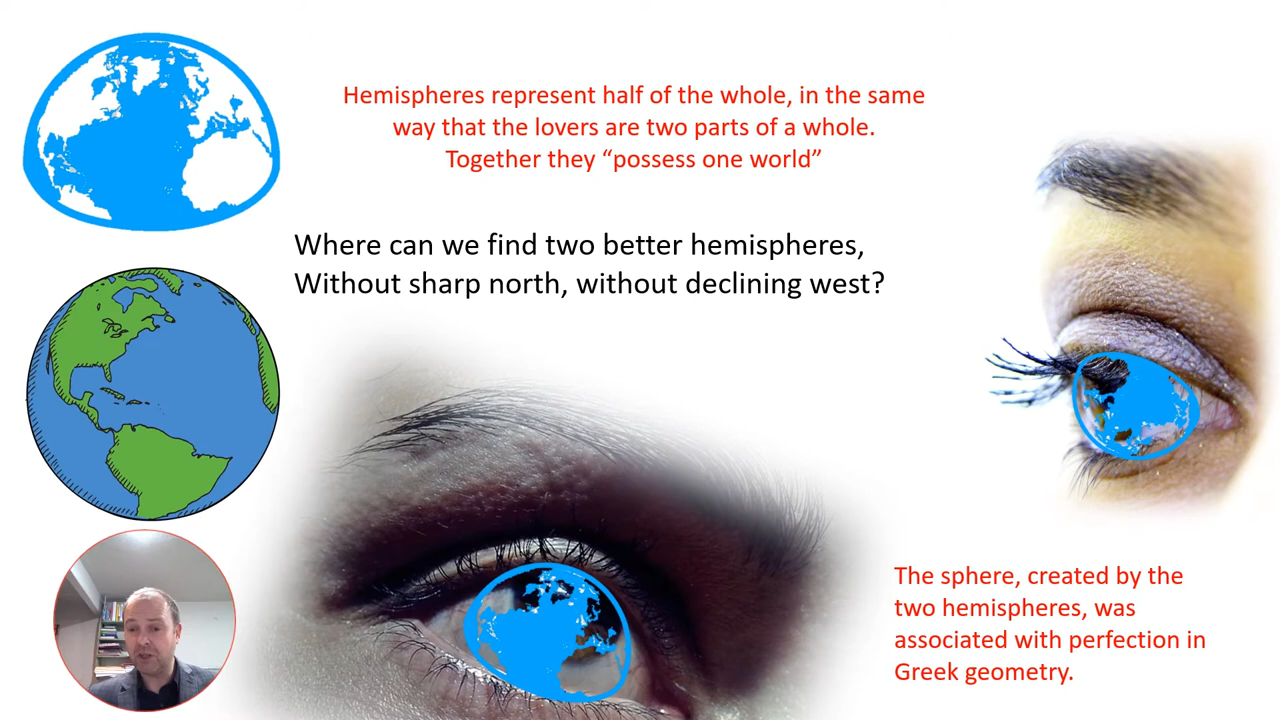 Hemispheres represent half of the whole, in the same
way that the lovers are two parts of a whole.
Together they “possess one world”
Where can we find two better hemispheres,
Without sharp north, without declining west?
The sphere, created by the
two hemispheres, was
associated with perfection in
Greek geometry.